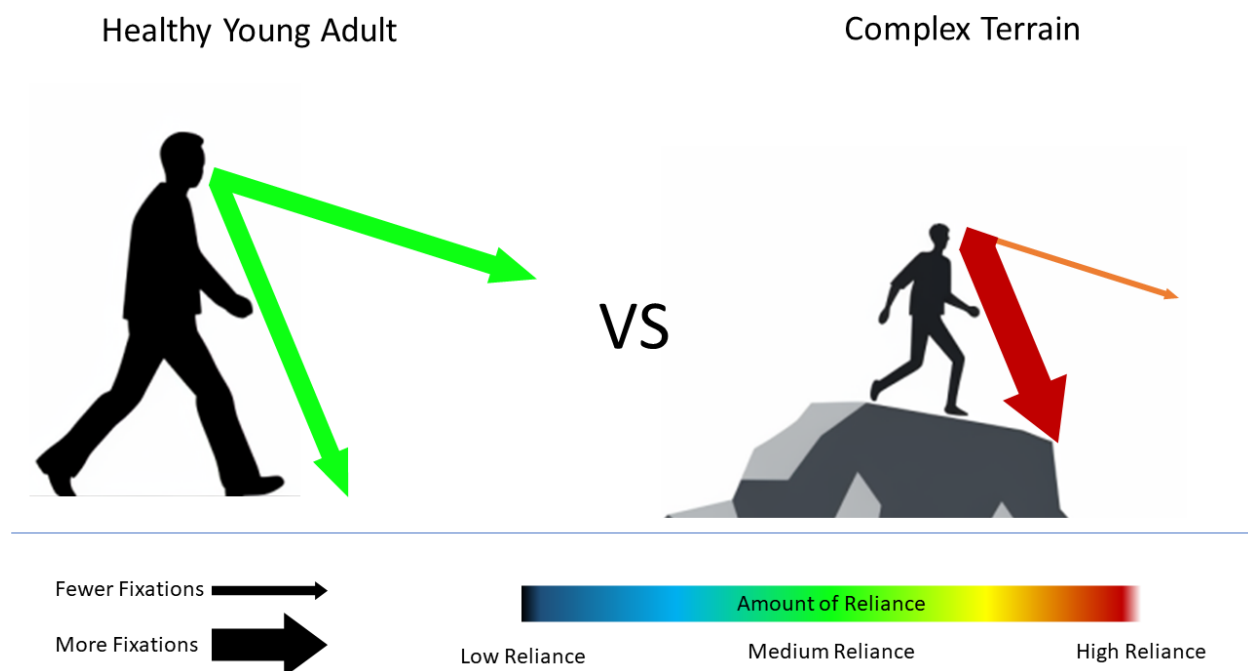 Healthy Young Adult
Complex Terrain
VS
Fewer Fixations
More Fixations
Amount of Reliance
Low Reliance
Medium Reliance
High Reliance